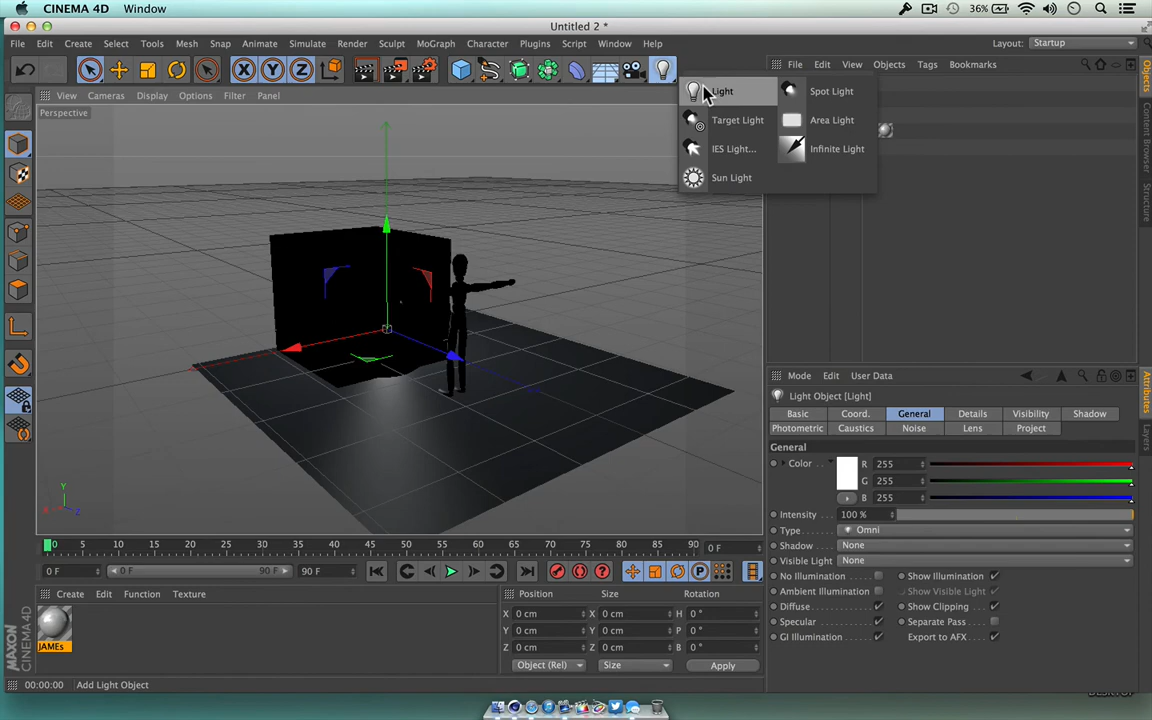 CINEMA 4D Window 36%
Untitled 2 *
File Edit Create Select Tools Mesh Snap Animate Simulate Render Sculpt MoGraph Character Plugins Script Window Help Layout: Startup
X Y Z
File Edit View Objects Tags Bookmarks
View Cameras Display Options Filter Panel
Perspective
Light Spot Light
Target Light Area Light
IES Light... Infinite Light
Sun Light
Objects
Content Browser
Structure
Mode Edit User Data
Light Object [Light]
Basic Coord. General Details Visibility Shadow
Photometric Caustics Noise Lens Project
General
Color R 255
G 255
B 255
Intensity 100 %
Type Omni
Shadow None
Visible Light None
No Illumination Show Illumination
Ambient Illumination Show Visible Light
Diffuse Show Clipping
Specular Separate Pass
GI Illumination Export to AFX
Attributes
Layers
Y
X Z
0 5 10 15 20 25 30 35 40 45 50 55 60 65 70 75 80 85 90 0 F
0 F 0 F 90 F 90 F
P
Create Edit Function Texture
JAMEs
Position Size Rotation
X 0 cm 0 cm H 0 °
Y 0 cm 0 cm P 0 °
Z 0 cm 0 cm B 0 °
Object (Rel) Size Apply
MAXON
CINEMA 4D
00:00:00 Add Light Object
DESKTOP